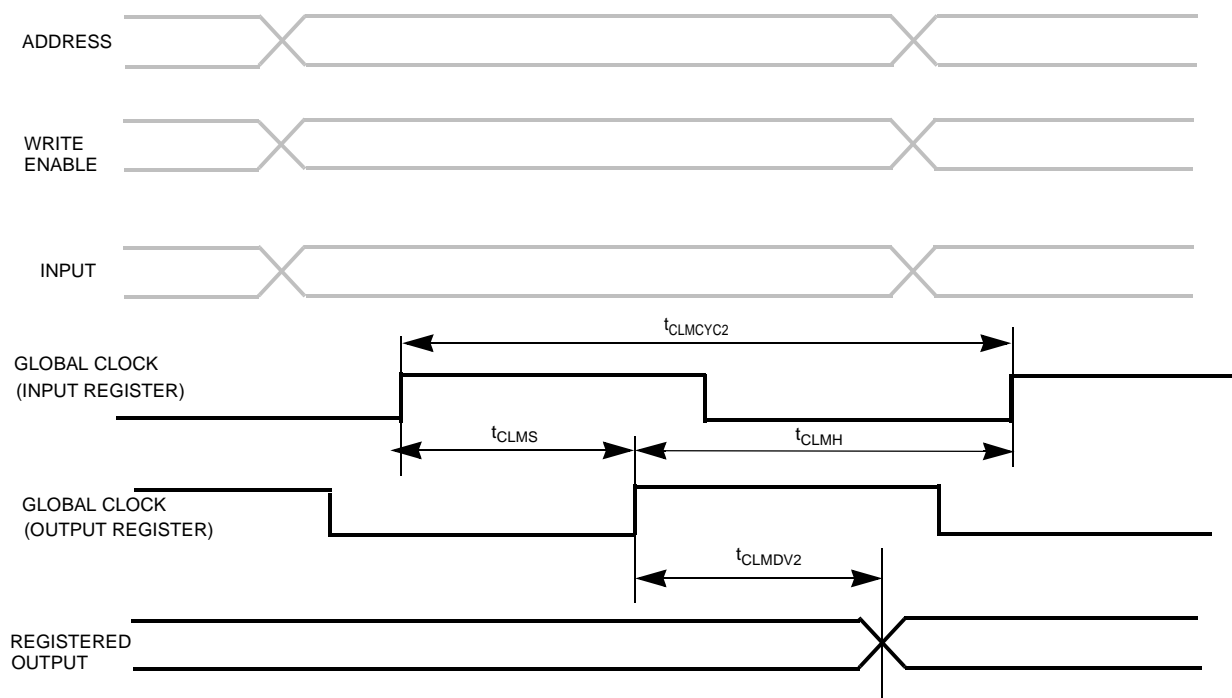 ADDRESS
WRITE
ENABLE
INPUT
tCLMCYC2
GLOBAL CLOCK
(INPUT REGISTER)
tCLMS
tCLMH
GLOBAL CLOCK
(OUTPUT REGISTER)
tCLMDV2
REGISTERED
OUTPUT